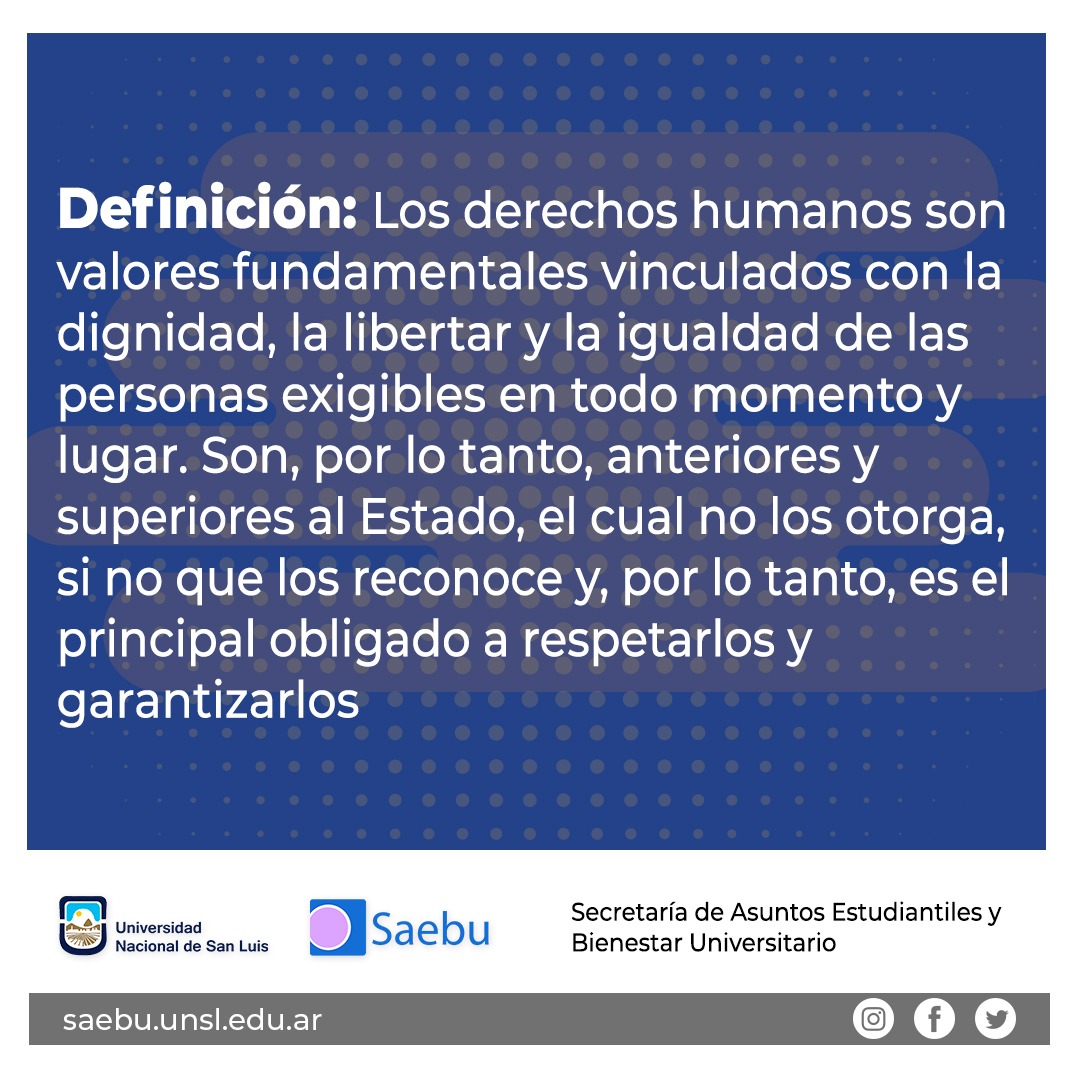 Definición: Los derechos humanos son
valores fundamentales vinculados con la
dignidad, la libertar y la igualdad de las
personas exigibles en todo momento y
lugar. Son, por lo tanto, anteriores y
superiores al Estado, el cual no los otorga,
si no que los reconoce y, por lo tanto, es el
principal obligado a respetarlos y
garantizarlos
Universidad
Nacional de San Luis
Saebu
Secretaría de Asuntos Estudiantiles y
Bienestar Universitario
saebu.unsl.edu.ar